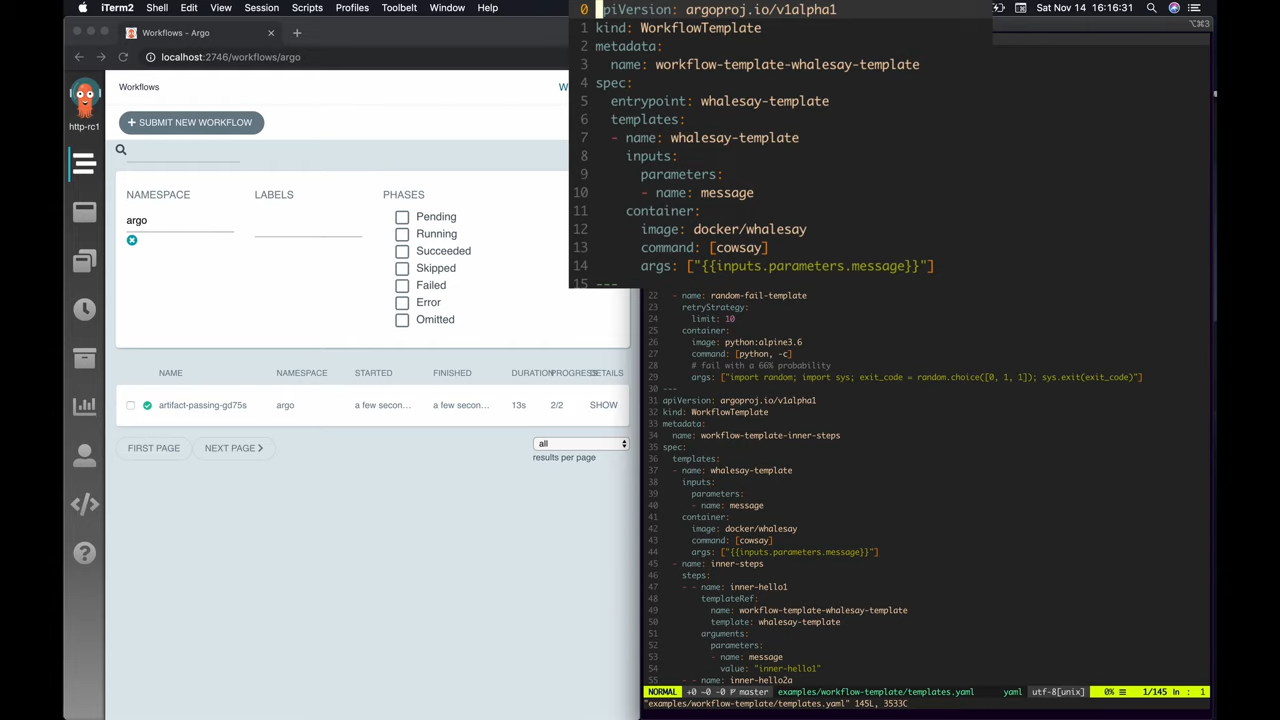 iTerm2 Shell Edit View Session Scripts Profiles Toolbelt Window Help
Sat Nov 14 16:16:31
Workflows - Argo
localhost:2746/workflows/argo
⌥⌘3
http-rc1
Workflows
W
+ SUBMIT NEW WORKFLOW
NAMESPACE LABELS PHASES
argo
Pending
Running
Succeeded
Skipped
Failed
Error
Omitted
NAME NAMESPACE STARTED FINISHED DURATION PROGRESS DETAILS
artifact-passing-gd75s argo a few secon... a few secon... 13s 2/2 SHOW
FIRST PAGE NEXT PAGE
all
results per page
0 apiVersion: argoproj.io/v1alpha1
1 kind: WorkflowTemplate
2 metadata:
3 name: workflow-template-whalesay-template
4 spec:
5 entrypoint: whalesay-template
6 templates:
7 - name: whalesay-template
8 inputs:
9 parameters:
10 - name: message
11 container:
12 image: docker/whalesay
13 command: [cowsay]
14 args: ["{{inputs.parameters.message}}"]
15 ---
22 - name: random-fail-template
23 retryStrategy:
24 limit: 10
25 container:
26 image: python:alpine3.6
27 command: [python, -c]
28 # fail with a 66% probability
29 args: ["import random; import sys; exit_code = random.choice([0, 1, 1]); sys.exit(exit_code)"]
30 ---
31 apiVersion: argoproj.io/v1alpha1
32 kind: WorkflowTemplate
33 metadata:
34 name: workflow-template-inner-steps
35 spec:
36 templates:
37 - name: whalesay-template
38 inputs:
39 parameters:
40 - name: message
41 container:
42 image: docker/whalesay
43 command: [cowsay]
44 args: ["{{inputs.parameters.message}}"]
45 - name: inner-steps
46 steps:
47 - - name: inner-hello1
48 templateRef:
49 name: workflow-template-whalesay-template
50 template: whalesay-template
51 arguments:
52 parameters:
53 - name: message
54 value: "inner-hello1"
55 - - name: inner-hello2a
NORMAL +0 ~0 -0 master examples/workflow-template/templates.yaml yaml utf-8[unix] 0% ☰ 1/145 ln : 1
"examples/workflow-template/templates.yaml" 145L, 3533C